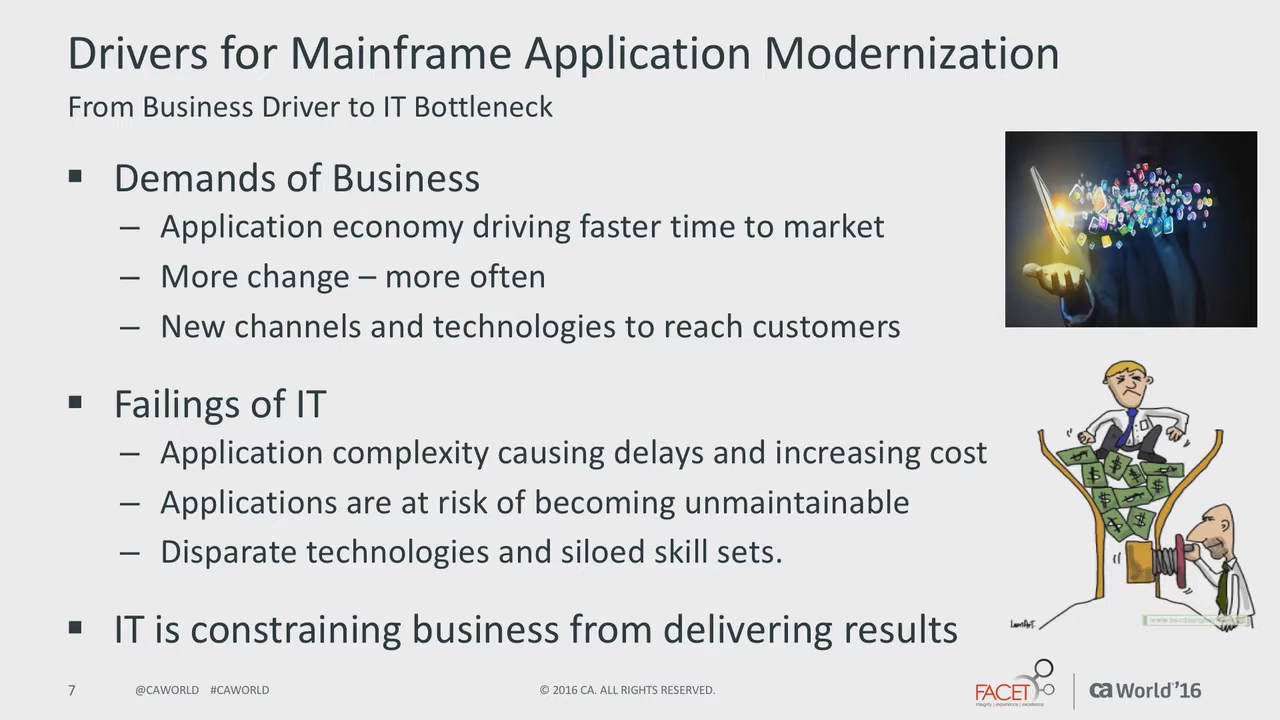 Drivers for Mainframe Application Modernization
From Business Driver to IT Bottleneck
▪ Demands of Business
– Application economy driving faster time to market
– More change – more often
– New channels and technologies to reach customers
▪ Failings of IT
– Application complexity causing delays and increasing cost
– Applications are at risk of becoming unmaintainable
– Disparate technologies and siloed skill sets.
▪ IT is constraining business from delivering results
7 @CAWORLD #CAWORLD © 2016 CA. ALL RIGHTS RESERVED.
FACET
integrity | experience | excellence
ca World '16